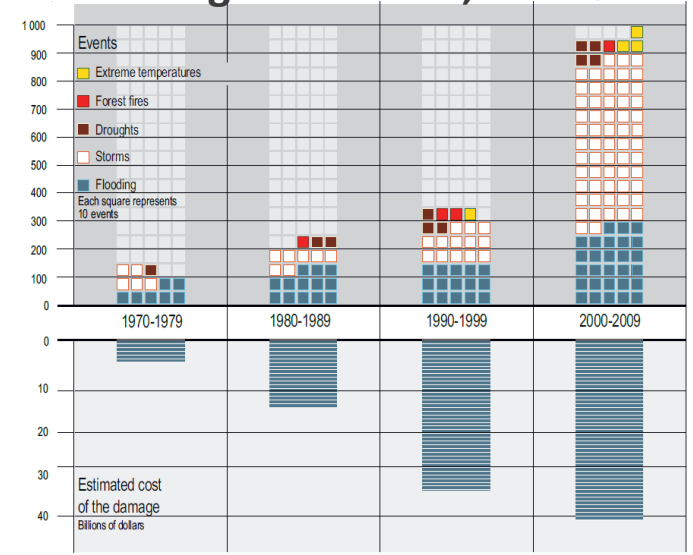 1 000
900
800
700
600
500
400
300
200
100
0
Events
Extreme temperatures
Forest fires
Droughts
Storms
Flooding
Each square represents
10 events
1970-1979
1980-1989
1990-1999
2000-2009
0
10
20
30
40
Estimated cost
of the damage
Billions of dollars